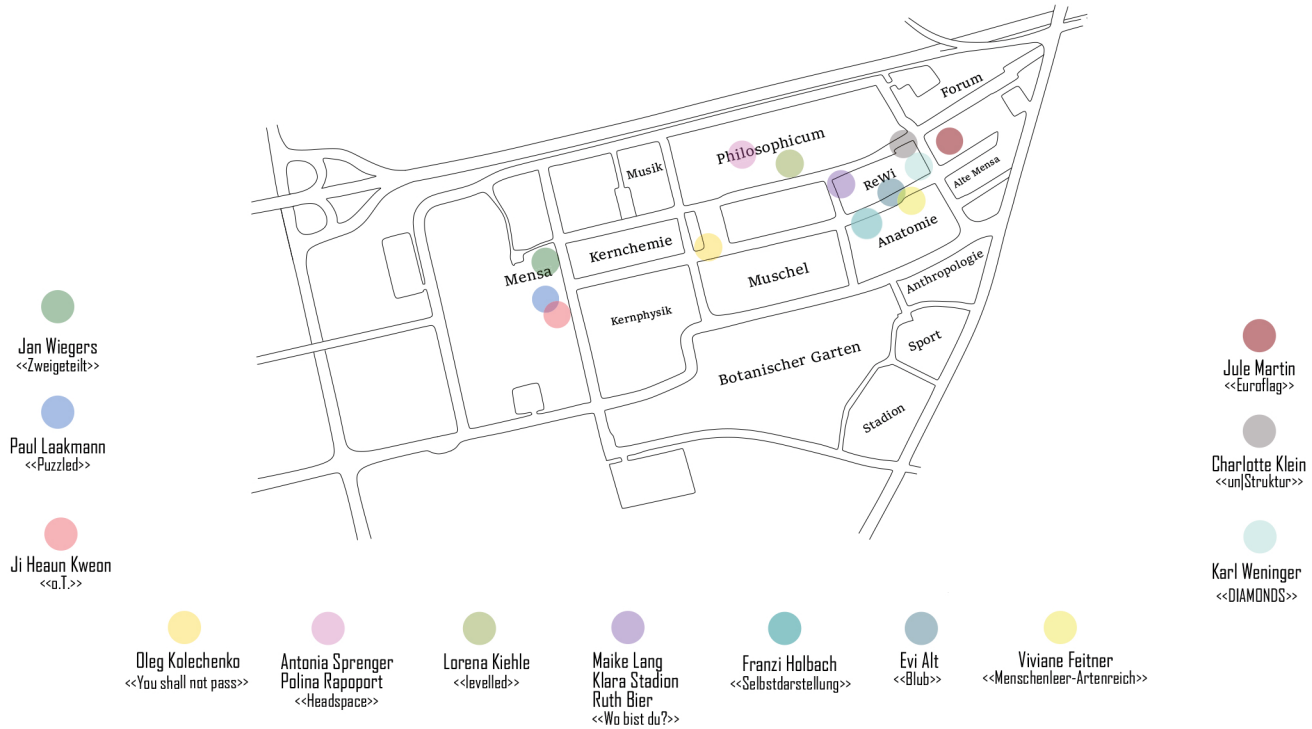 Forum
Philosophicum
Musik
ReWi
Alte Mensa
Kernchemie
Anatomie
Mensa
Muschel
Anthropologie
Kernphysik
Sport
Botanischer Garten
Stadion
Jan Wiegers
<<Zweigeteilt>>
Paul Laakmann
<<Puzzled>>
Ji Heaun Kweon
<<o.T.>>
Jule Martin
<<Euroflag>>
Charlotte Klein
<<un|Struktur>>
Karl Weninger
<<DIAMONDS>>
Oleg Kolechenko
<<You shall not pass>>
Antonia Sprenger
Polina Rapoport
<<Headspace>>
Lorena Kiehle
<<levelled>>
Maike Lang
Klara Stadion
Ruth Bier
<<Wo bist du?>>
Franzi Holbach
<<Selbstdarstellung>>
Evi Alt
<<Blub>>
Viviane Feitner
<<Menschenleer-Artenreich>>